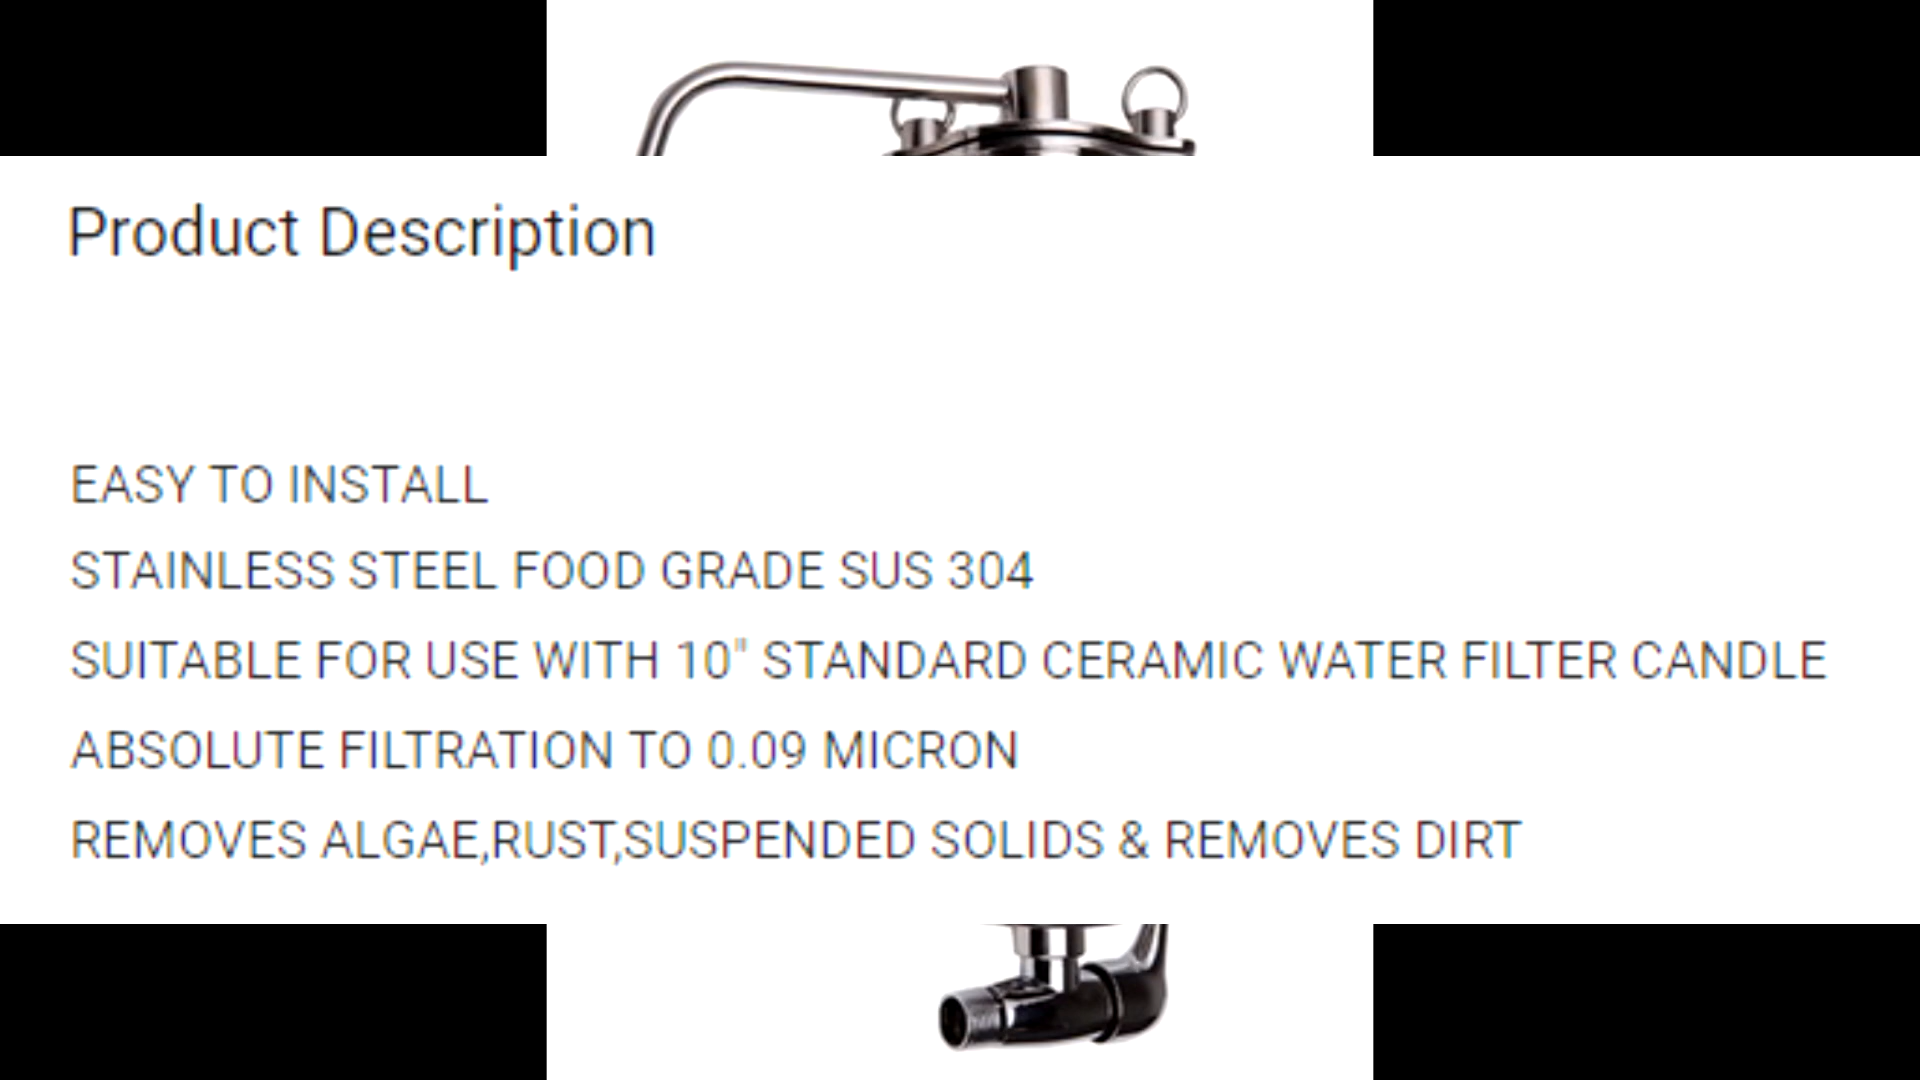 Product Description
EASY TO INSTALL
STAINLESS STEEL FOOD GRADE SUS 304
SUITABLE FOR USE WITH 10" STANDARD CERAMIC WATER FILTER CANDLE
ABSOLUTE FILTRATION TO 0.09 MICRON
REMOVES ALGAE,RUST,SUSPENDED SOLIDS & REMOVES DIRT